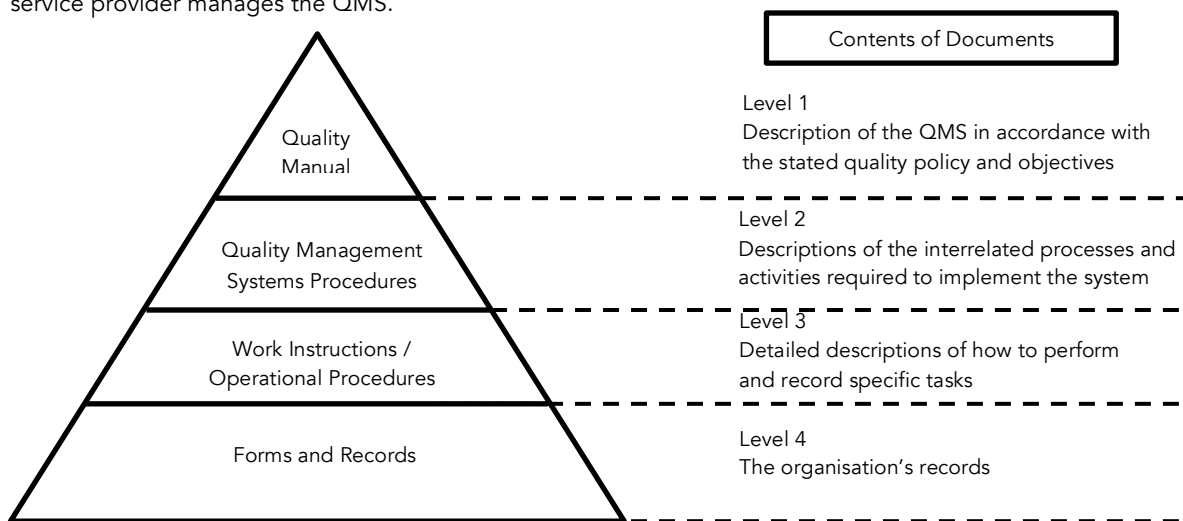 service provider manages the QMS.
Contents of Documents
Quality
Manual
Level 1
Description of the QMS in accordance with
the stated quality policy and objectives
Quality Management
Systems Procedures
Level 2
Descriptions of the interrelated processes and
activities required to implement the system
Work Instructions /
Operational Procedures
Level 3
Detailed descriptions of how to perform
and record specific tasks
Forms and Records
Level 4
The organisation’s records